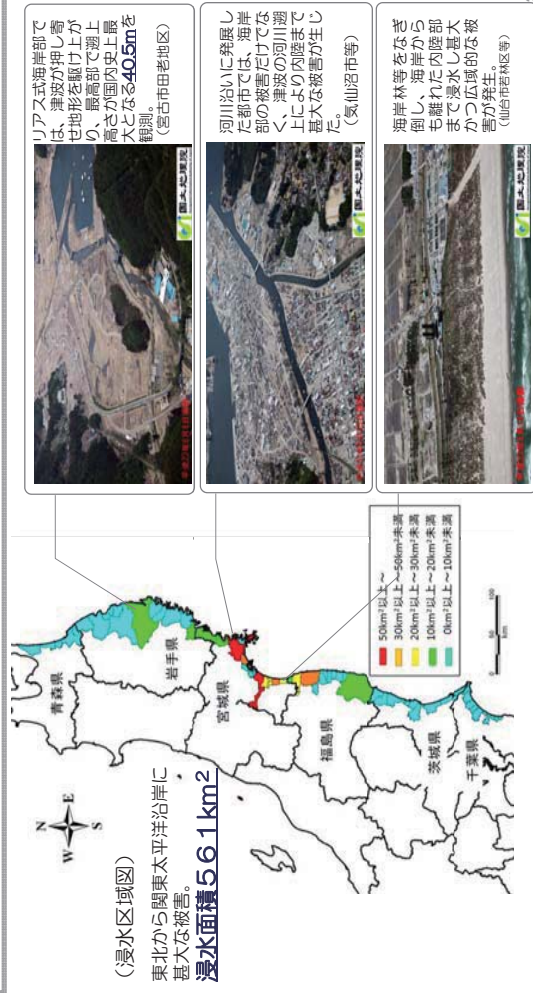 (浸水区域図)
東北から関東太平洋沿岸に
甚大な被害。
浸水面積561km²
N
W E
S
青森県
岩手県
宮城県
福島県
茨城県
千葉県
50km²以上～
30km²以上～50km²未満
20km²以上～30km²未満
10km²以上～20km²未満
0km²以上～10km²未満
0 50 100
km
リアス式海岸部で
は、津波が押し寄
せ地形を駆け上が
り、最高部で遡上
高さが国内史上最
大となる40.5mを
観測。
(宮古市田老地区)
国土地理院
河川沿いに発展し
た都市では、海岸
部の被害だけでな
く、津波の河川遡
上により内陸まで
甚大な被害が生じ
た。
(気仙沼市等)
国土地理院
海岸林等をなぎ
倒し、海岸から
も離れた内陸部
まで浸水し甚大
かつ広域的な被
害が発生。
(仙台市若林区等)
国土地理院